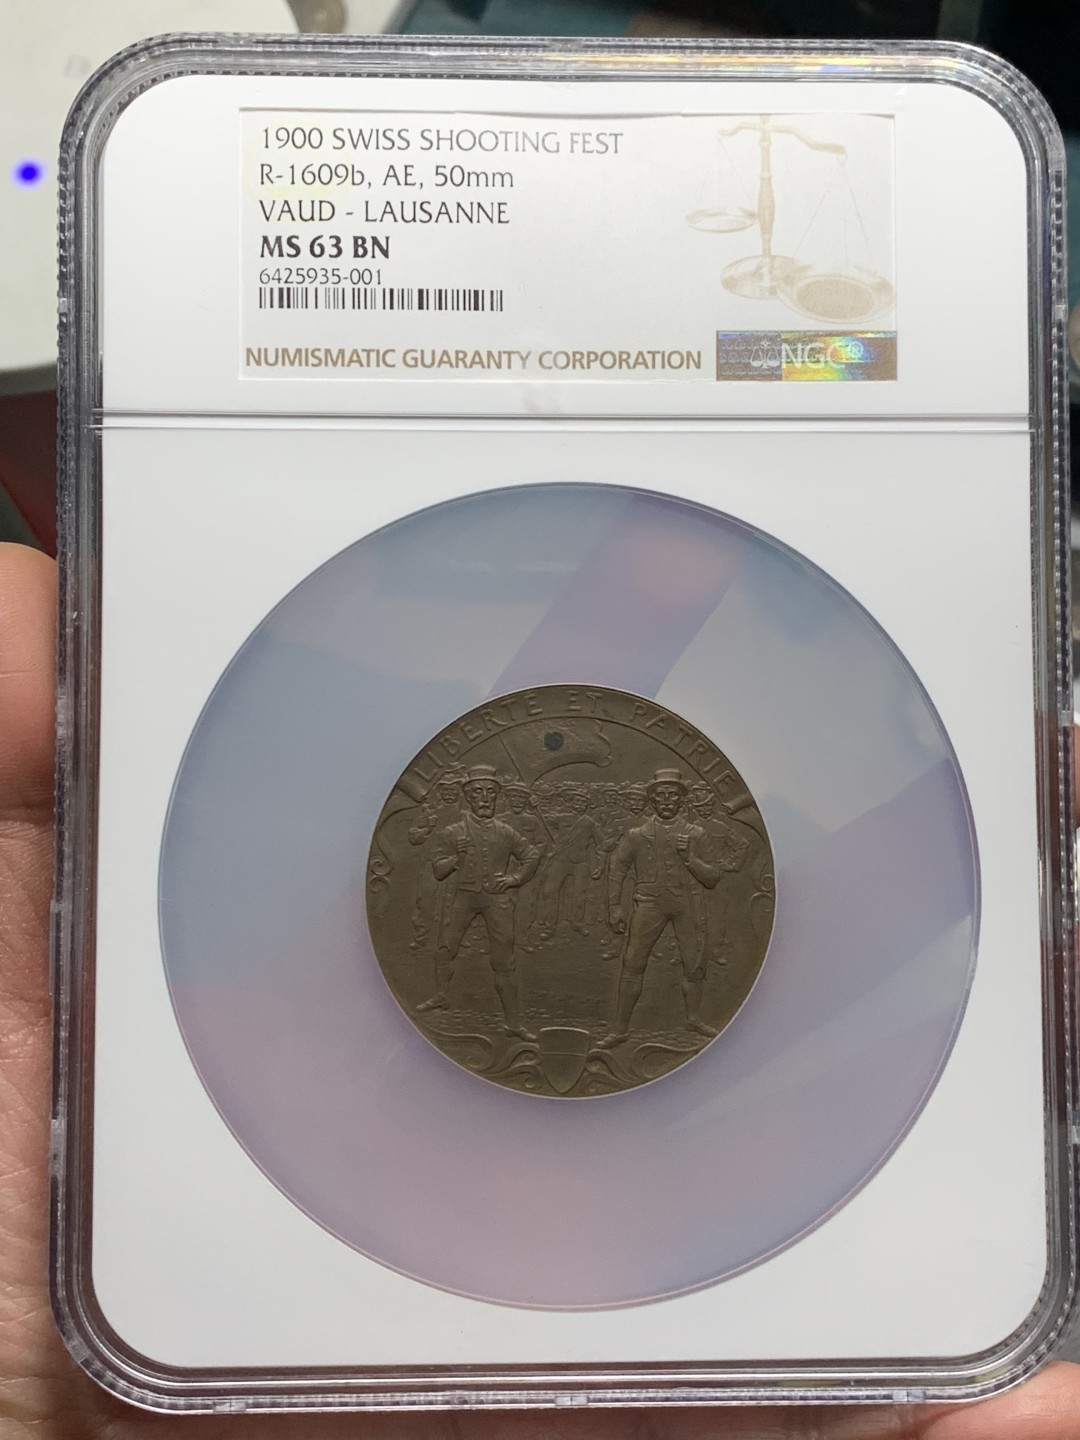 1900 SWISS SHOOTING FEST
R-1609b, AE, 50mm
VAUD - LAUSANNE
MS 63 BN
6425935-001
NUMISMATIC GUARANTY CORPORATION
NGC®
LIBERTE ET PATRIE